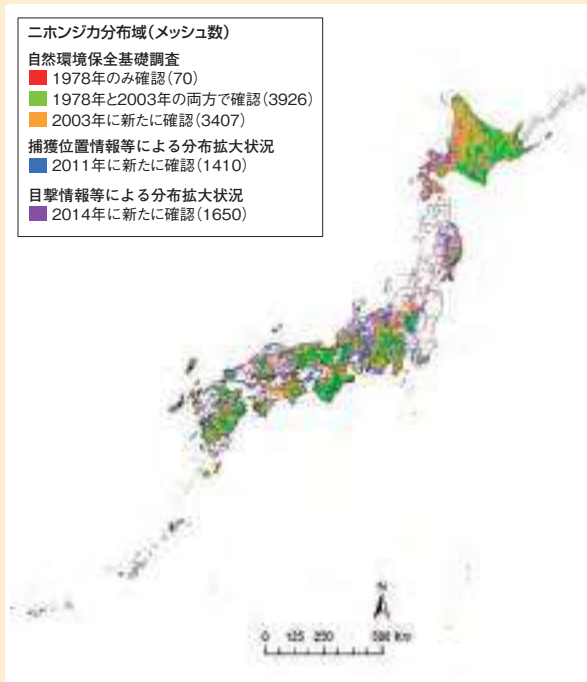 ニホンジカ分布域(メッシュ数)
自然環境保全基礎調査
1978年のみ確認(70)
1978年と2003年の両方で確認(3926)
2003年に新たに確認(3407)
捕獲位置情報等による分布拡大状況
2011年に新たに確認(1410)
目撃情報等による分布拡大状況
2014年に新たに確認(1650)
N
0 125 250 500 Km